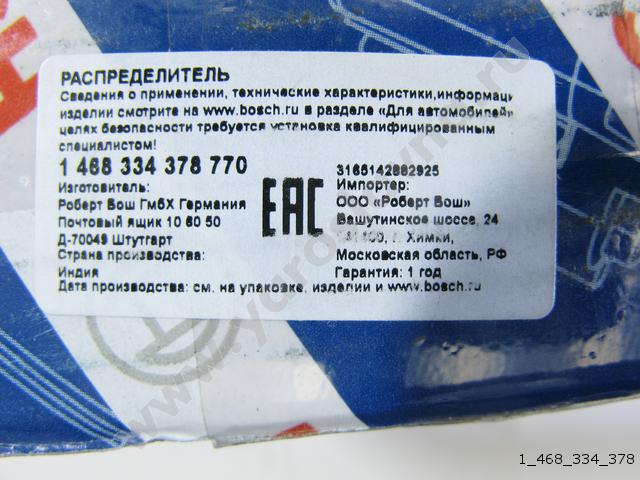 РАСПРЕДЕЛИТЕЛЬ
Сведения о применении, технические характеристики,информаци
изделии смотрите на www.bosch.ru в разделе «Для автомобилей»
целях безопасности требуется установка квалифицированным
специалистом!
1 468 334 378 770
Изготовитель:
Роберт Бош ГмбХ Германия
Почтовый ящик 10 60 50
Д-70049 Штутгарт
Страна производства:
Индия
EAC
3165142882925
Импортер:
ООО «Роберт Бош»
Вашутинское шоссе, 24
г. Химки,
Московская область, РФ
Гарантия: 1 год
Дата производства: см. на упаковке, изделии и www.bosch.ru
1_468_334_378